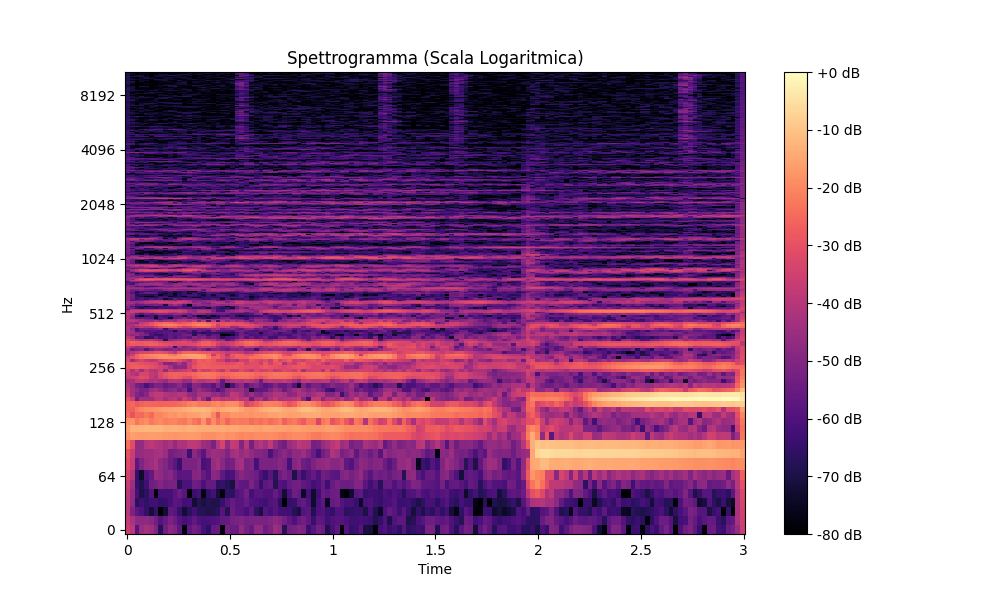 Spettrogramma (Scala Logaritmica)
Hz
8192
4096
2048
1024
512
256
128
64
0
0
0.5
1
1.5
2
2.5
3
Time
+0 dB
-10 dB
-20 dB
-30 dB
-40 dB
-50 dB
-60 dB
-70 dB
-80 dB